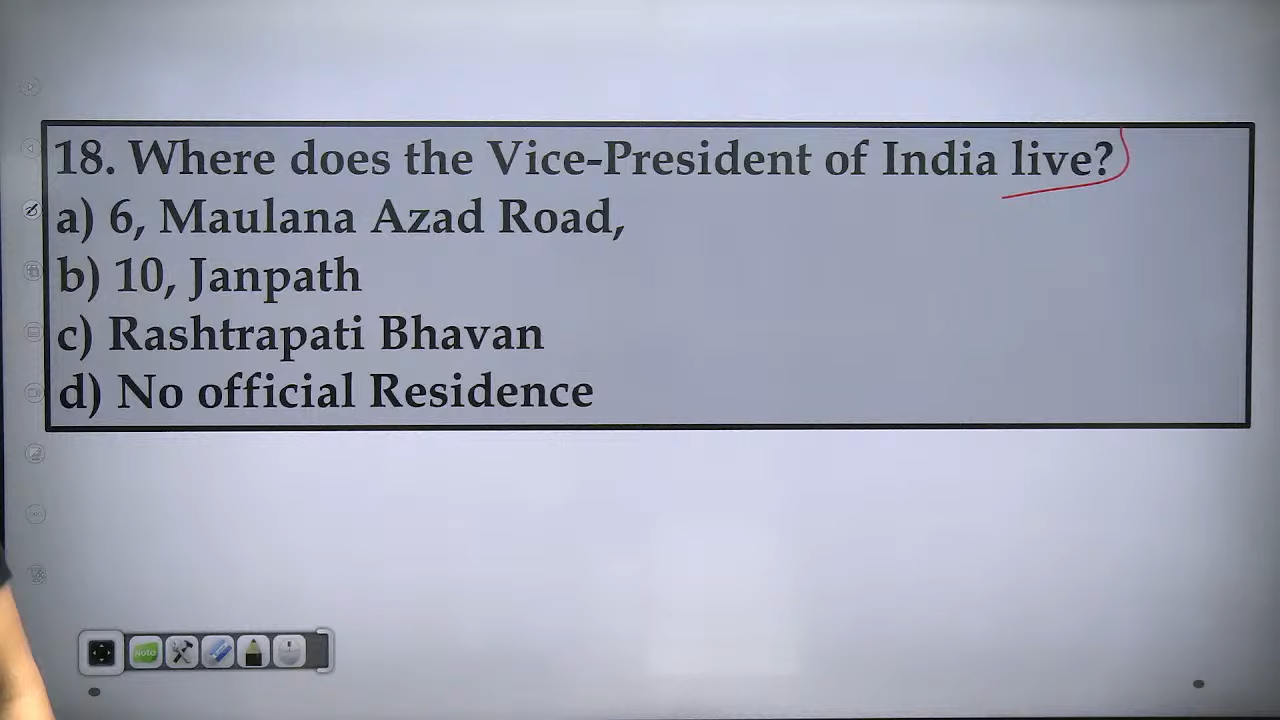 18. Where does the Vice-President of India live?
a) 6, Maulana Azad Road,
b) 10, Janpath
c) Rashtrapati Bhavan
d) No official Residence
Note